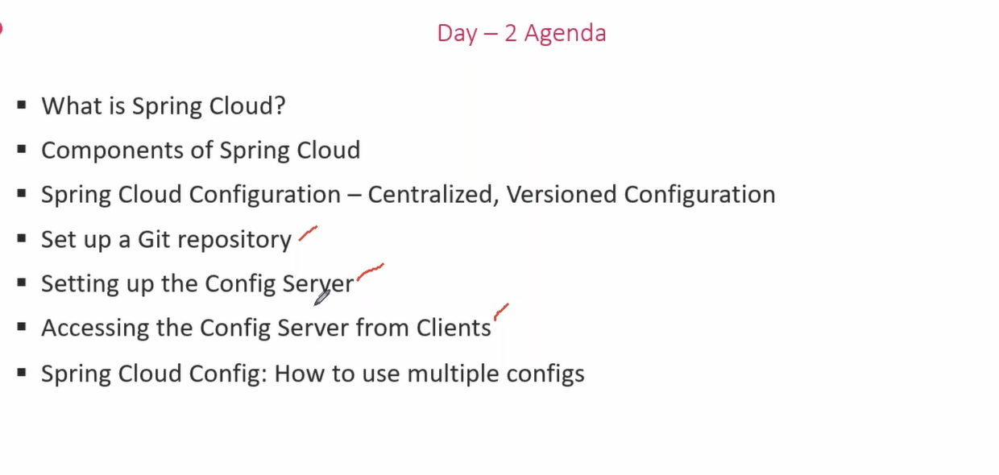 Day – 2 Agenda
▪ What is Spring Cloud?
▪ Components of Spring Cloud
▪ Spring Cloud Configuration – Centralized, Versioned Configuration
▪ Set up a Git repository
▪ Setting up the Config Server
▪ Accessing the Config Server from Clients
▪ Spring Cloud Config: How to use multiple configs